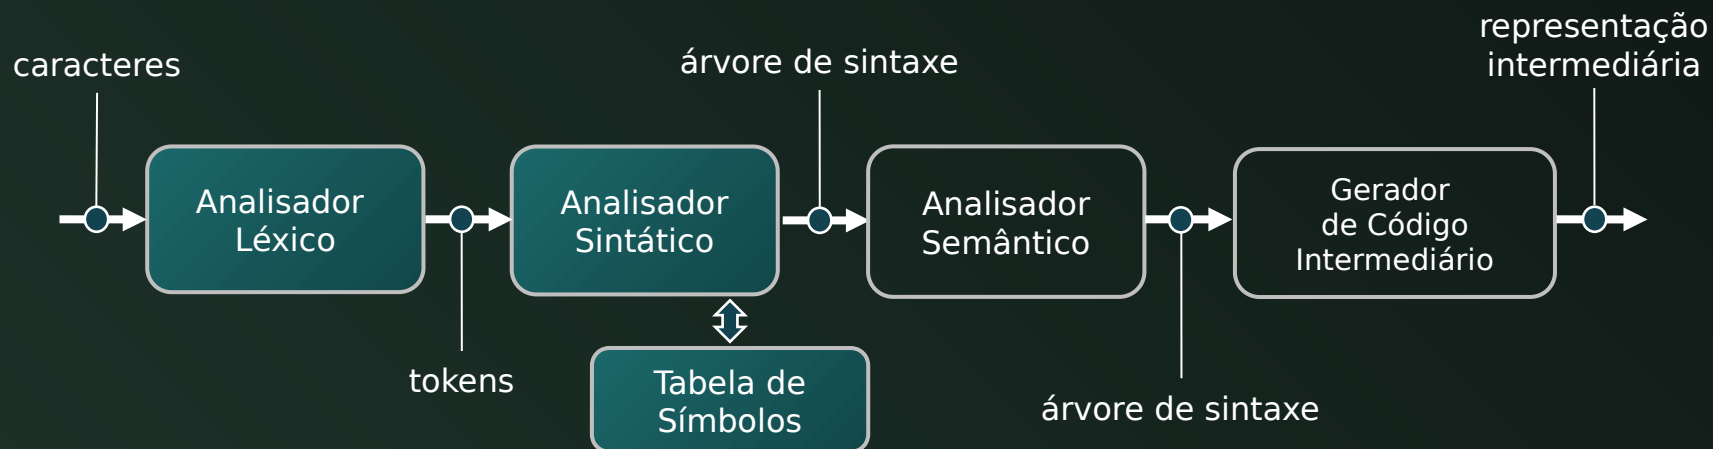 caracteres
árvore de sintaxe
representação
intermediária
Analisador
Léxico
Analisador
Sintático
Analisador
Semântico
Gerador
de Código
Intermediário
tokens
Tabela de
Símbolos
árvore de sintaxe